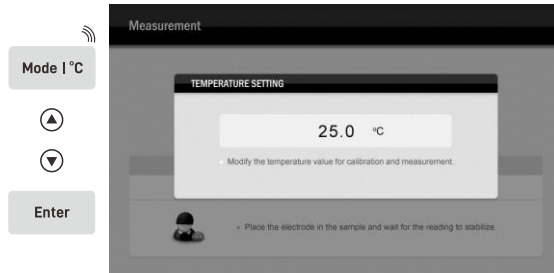 Mode | °C
Enter
Measurement
TEMPERATURE SETTING
25.0 °C
Modify the temperature value for calibration and measurement.
Place the electrode in the sample and wait for the reading to stabilize.